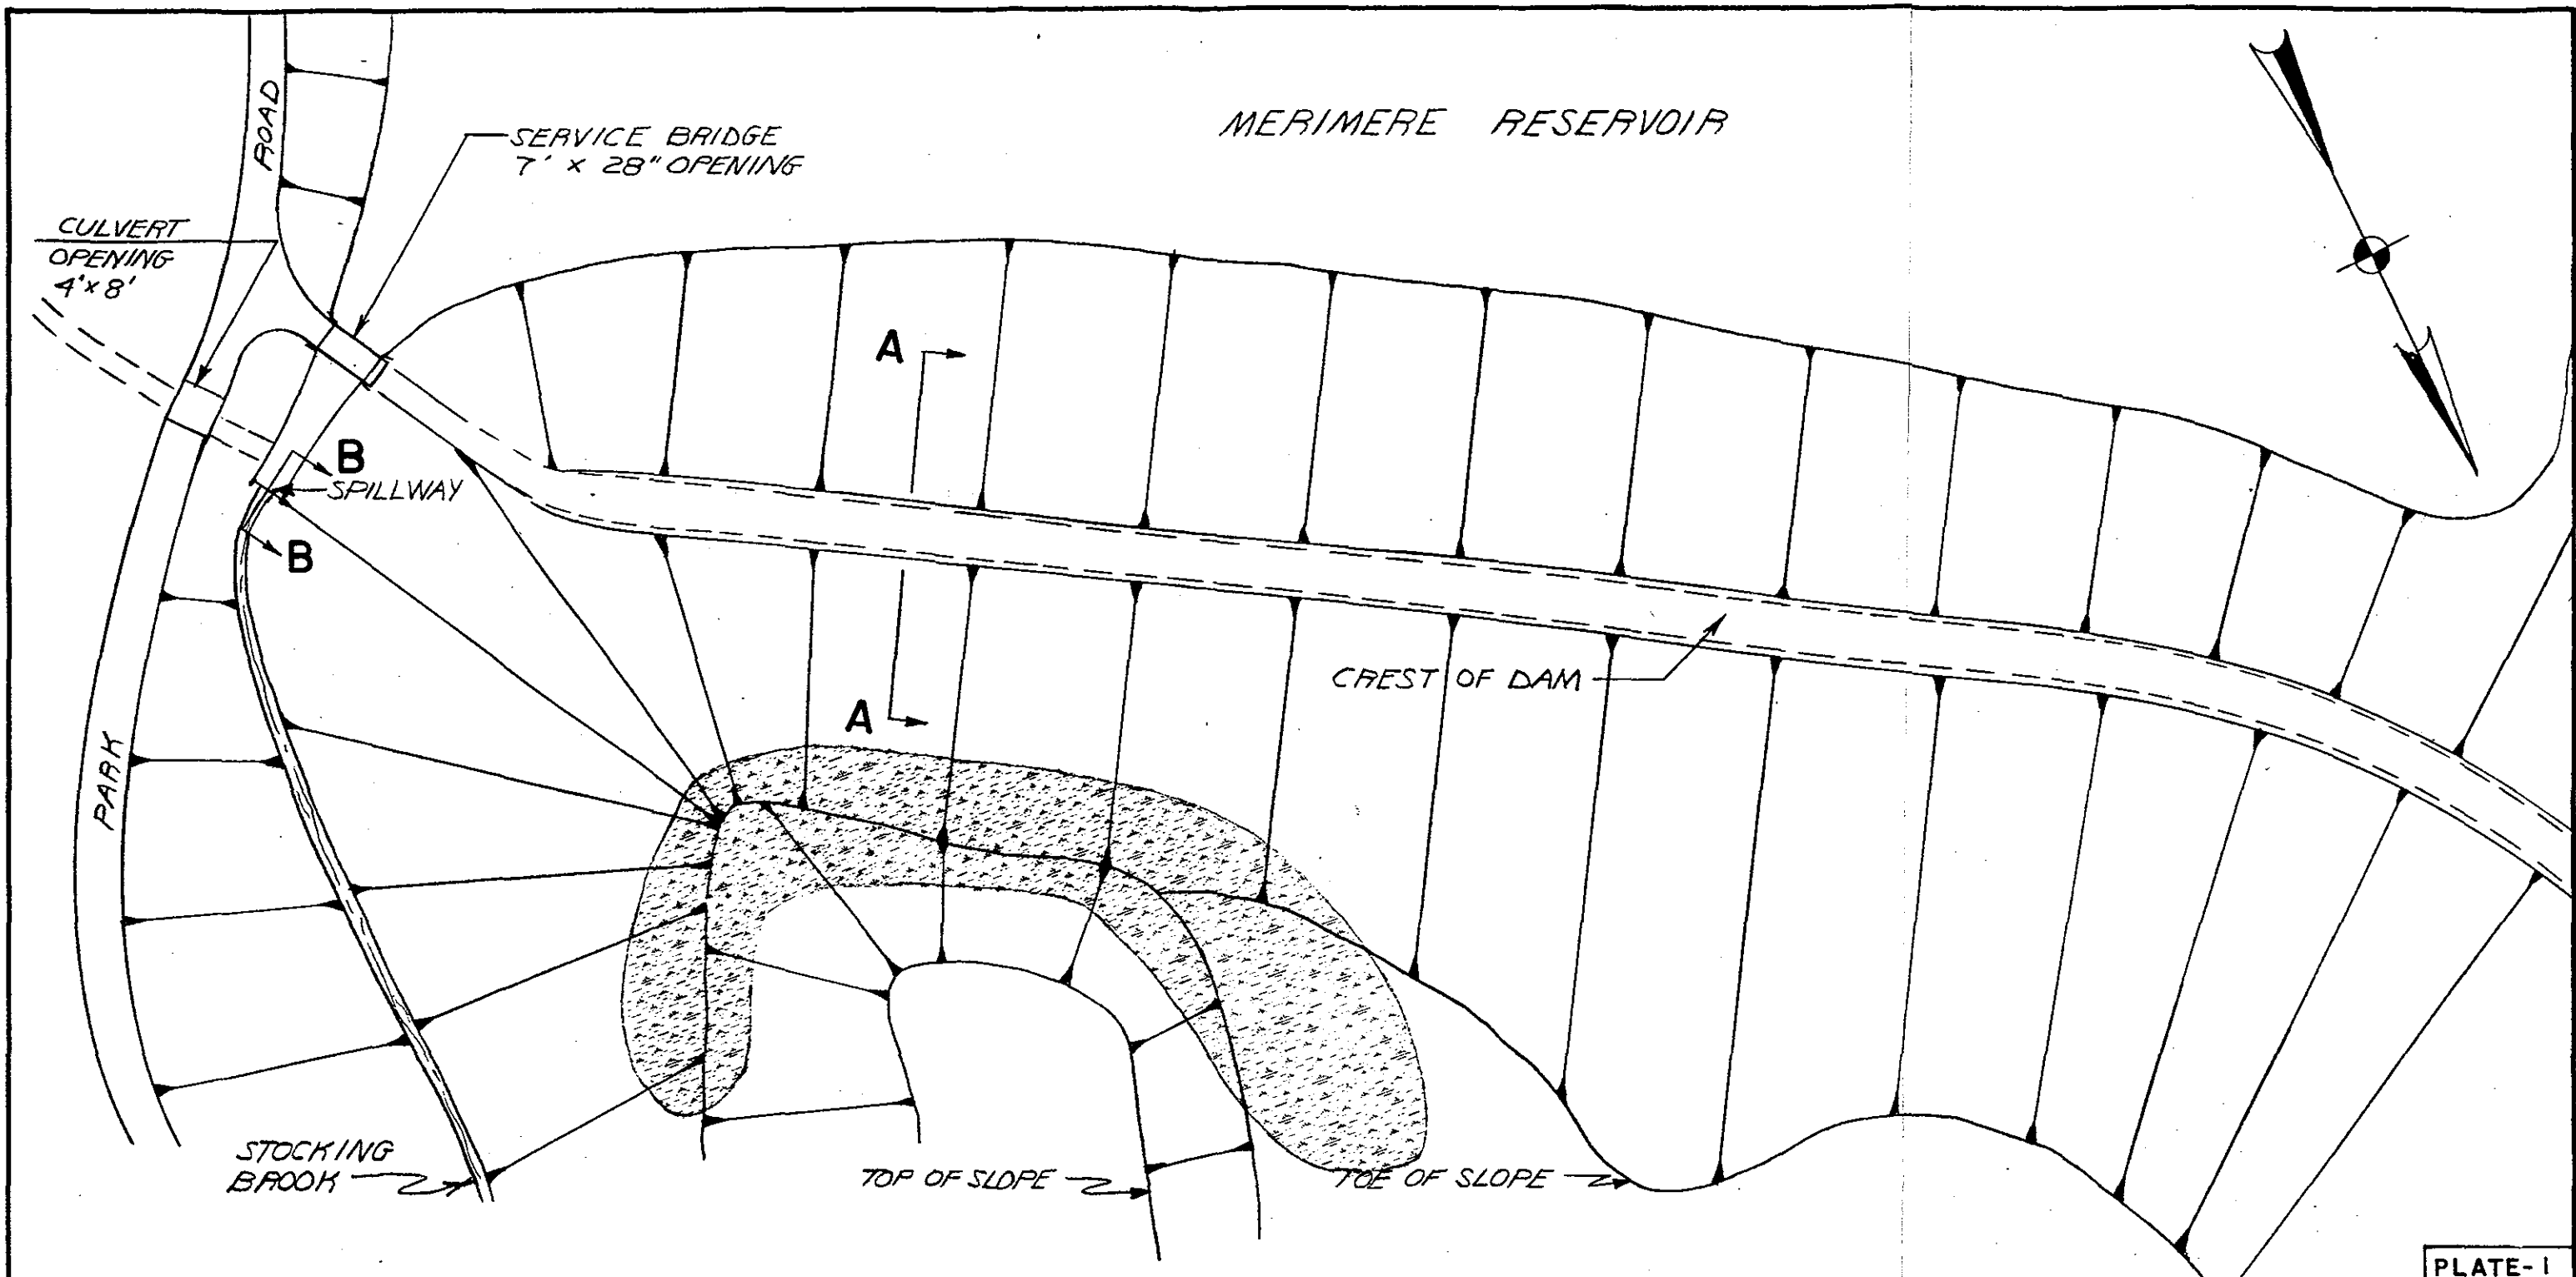 MERIMERE RESERVOIR
ROAD
SERVICE BRIDGE
7' x 28" OPENING
CULVERT
OPENING
4'x8'
A
B
SPILLWAY
B
CREST OF DAM
A
PARK
STOCKING
BROOK
TOP OF SLOPE
TOE OF SLOPE
PLATE-1